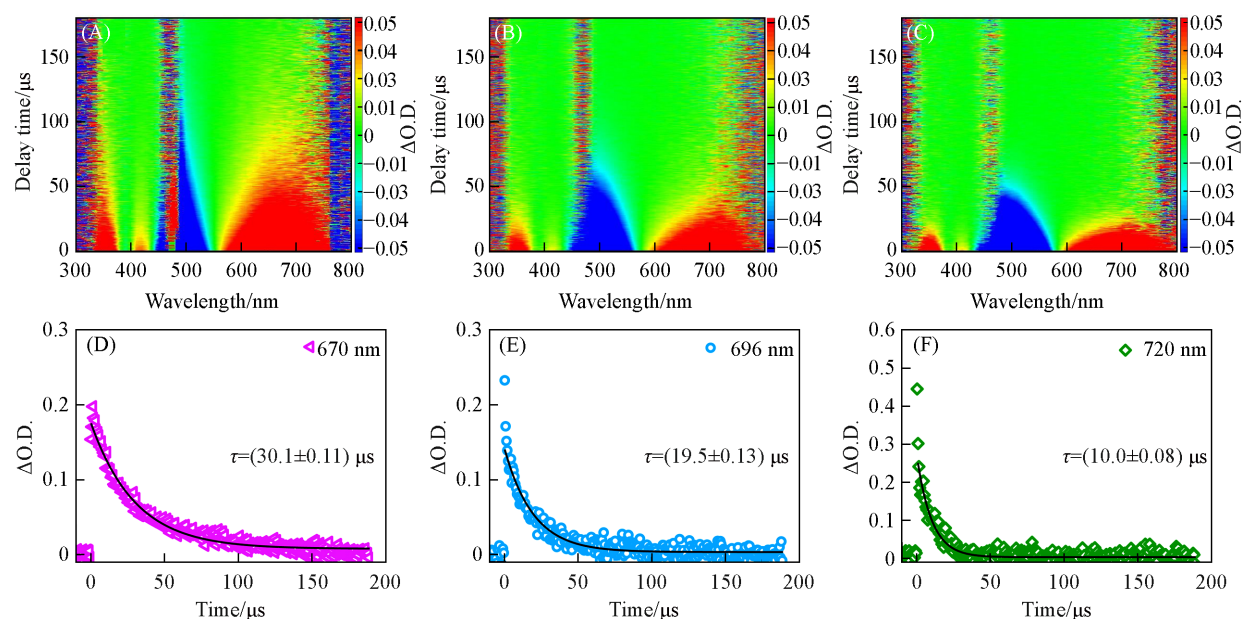 (A)
150
100
50
0
Delay time/μs
300 400 500 600 700 800
Wavelength/nm
0.05
0.04
0.02
0.01
0
−0.01
−0.03
−0.04
−0.05
ΔO.D.
(B)
150
100
50
0
Delay time/μs
300 400 500 600 700 800
Wavelength/nm
0.05
0.04
0.02
0.01
0
−0.01
−0.03
−0.04
−0.05
ΔO.D.
(C)
150
100
50
0
Delay time/μs
300 400 500 600 700 800
Wavelength/nm
0.05
0.04
0.02
0.01
0
−0.01
−0.03
−0.04
−0.05
ΔO.D.
(D)
670 nm
τ=(30.1±0.11) μs
0.3
0.2
0.1
0
ΔO.D.
0 50 100 150 200
Time/μs
(E)
696 nm
τ=(19.5±0.13) μs
0.3
0.2
0.1
0
ΔO.D.
0 50 100 150 200
Time/μs
(F)
720 nm
τ=(10.0±0.08) μs
0.6
0.5
0.4
0.3
0.2
0.1
0
ΔO.D.
0 50 100 150 200
Time/μs